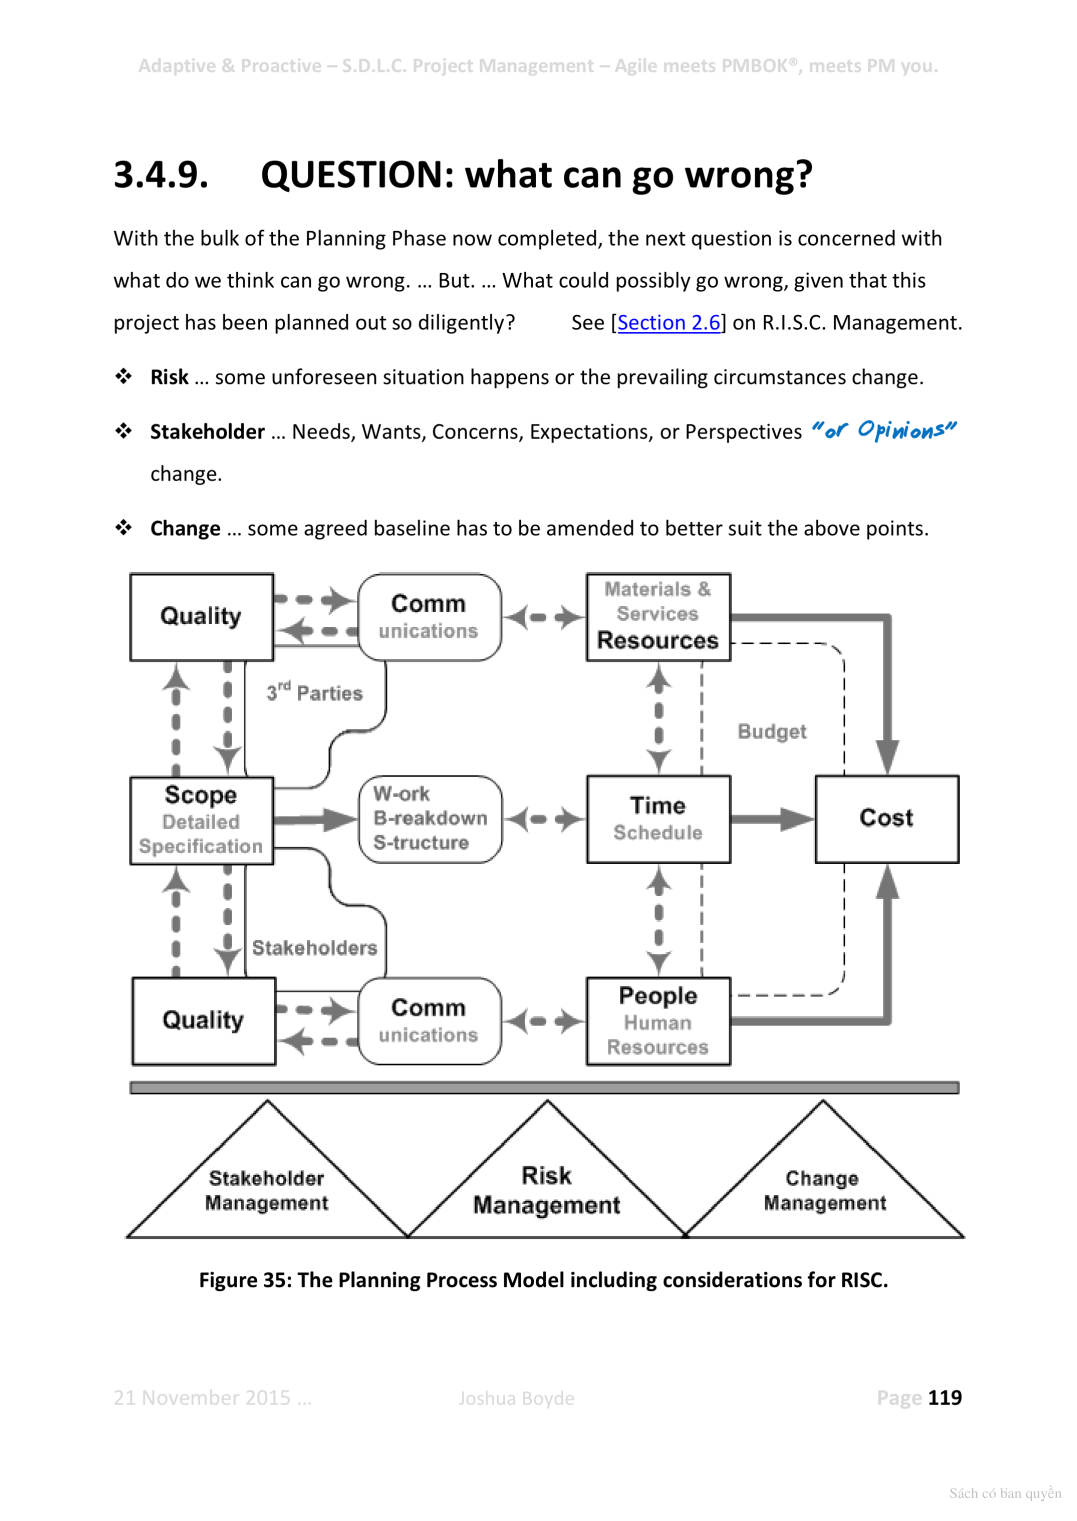 Adaptive & Proactive – S.D.L.C. Project Management – Agile meets PMBOK®, meets PM you.
3.4.9. QUESTION: what can go wrong?
With the bulk of the Planning Phase now completed, the next question is concerned with
what do we think can go wrong. … But. … What could possibly go wrong, given that this
project has been planned out so diligently? See [Section 2.6] on R.I.S.C. Management.
❖ Risk … some unforeseen situation happens or the prevailing circumstances change.
❖ Stakeholder … Needs, Wants, Concerns, Expectations, or Perspectives "or Opinions"
change.
❖ Change … some agreed baseline has to be amended to better suit the above points.
Quality
Comm
unications
Materials &
Services
Resources
3rd Parties
Budget
Scope
Detailed
Specification
W-ork
B-reakdown
S-tructure
Time
Schedule
Cost
Stakeholders
Quality
Comm
unications
People
Human
Resources
Stakeholder
Management
Risk
Management
Change
Management
Figure 35: The Planning Process Model including considerations for RISC.
21 November 2015 … Joshua Boyde Page 119
Sách có bản quyền